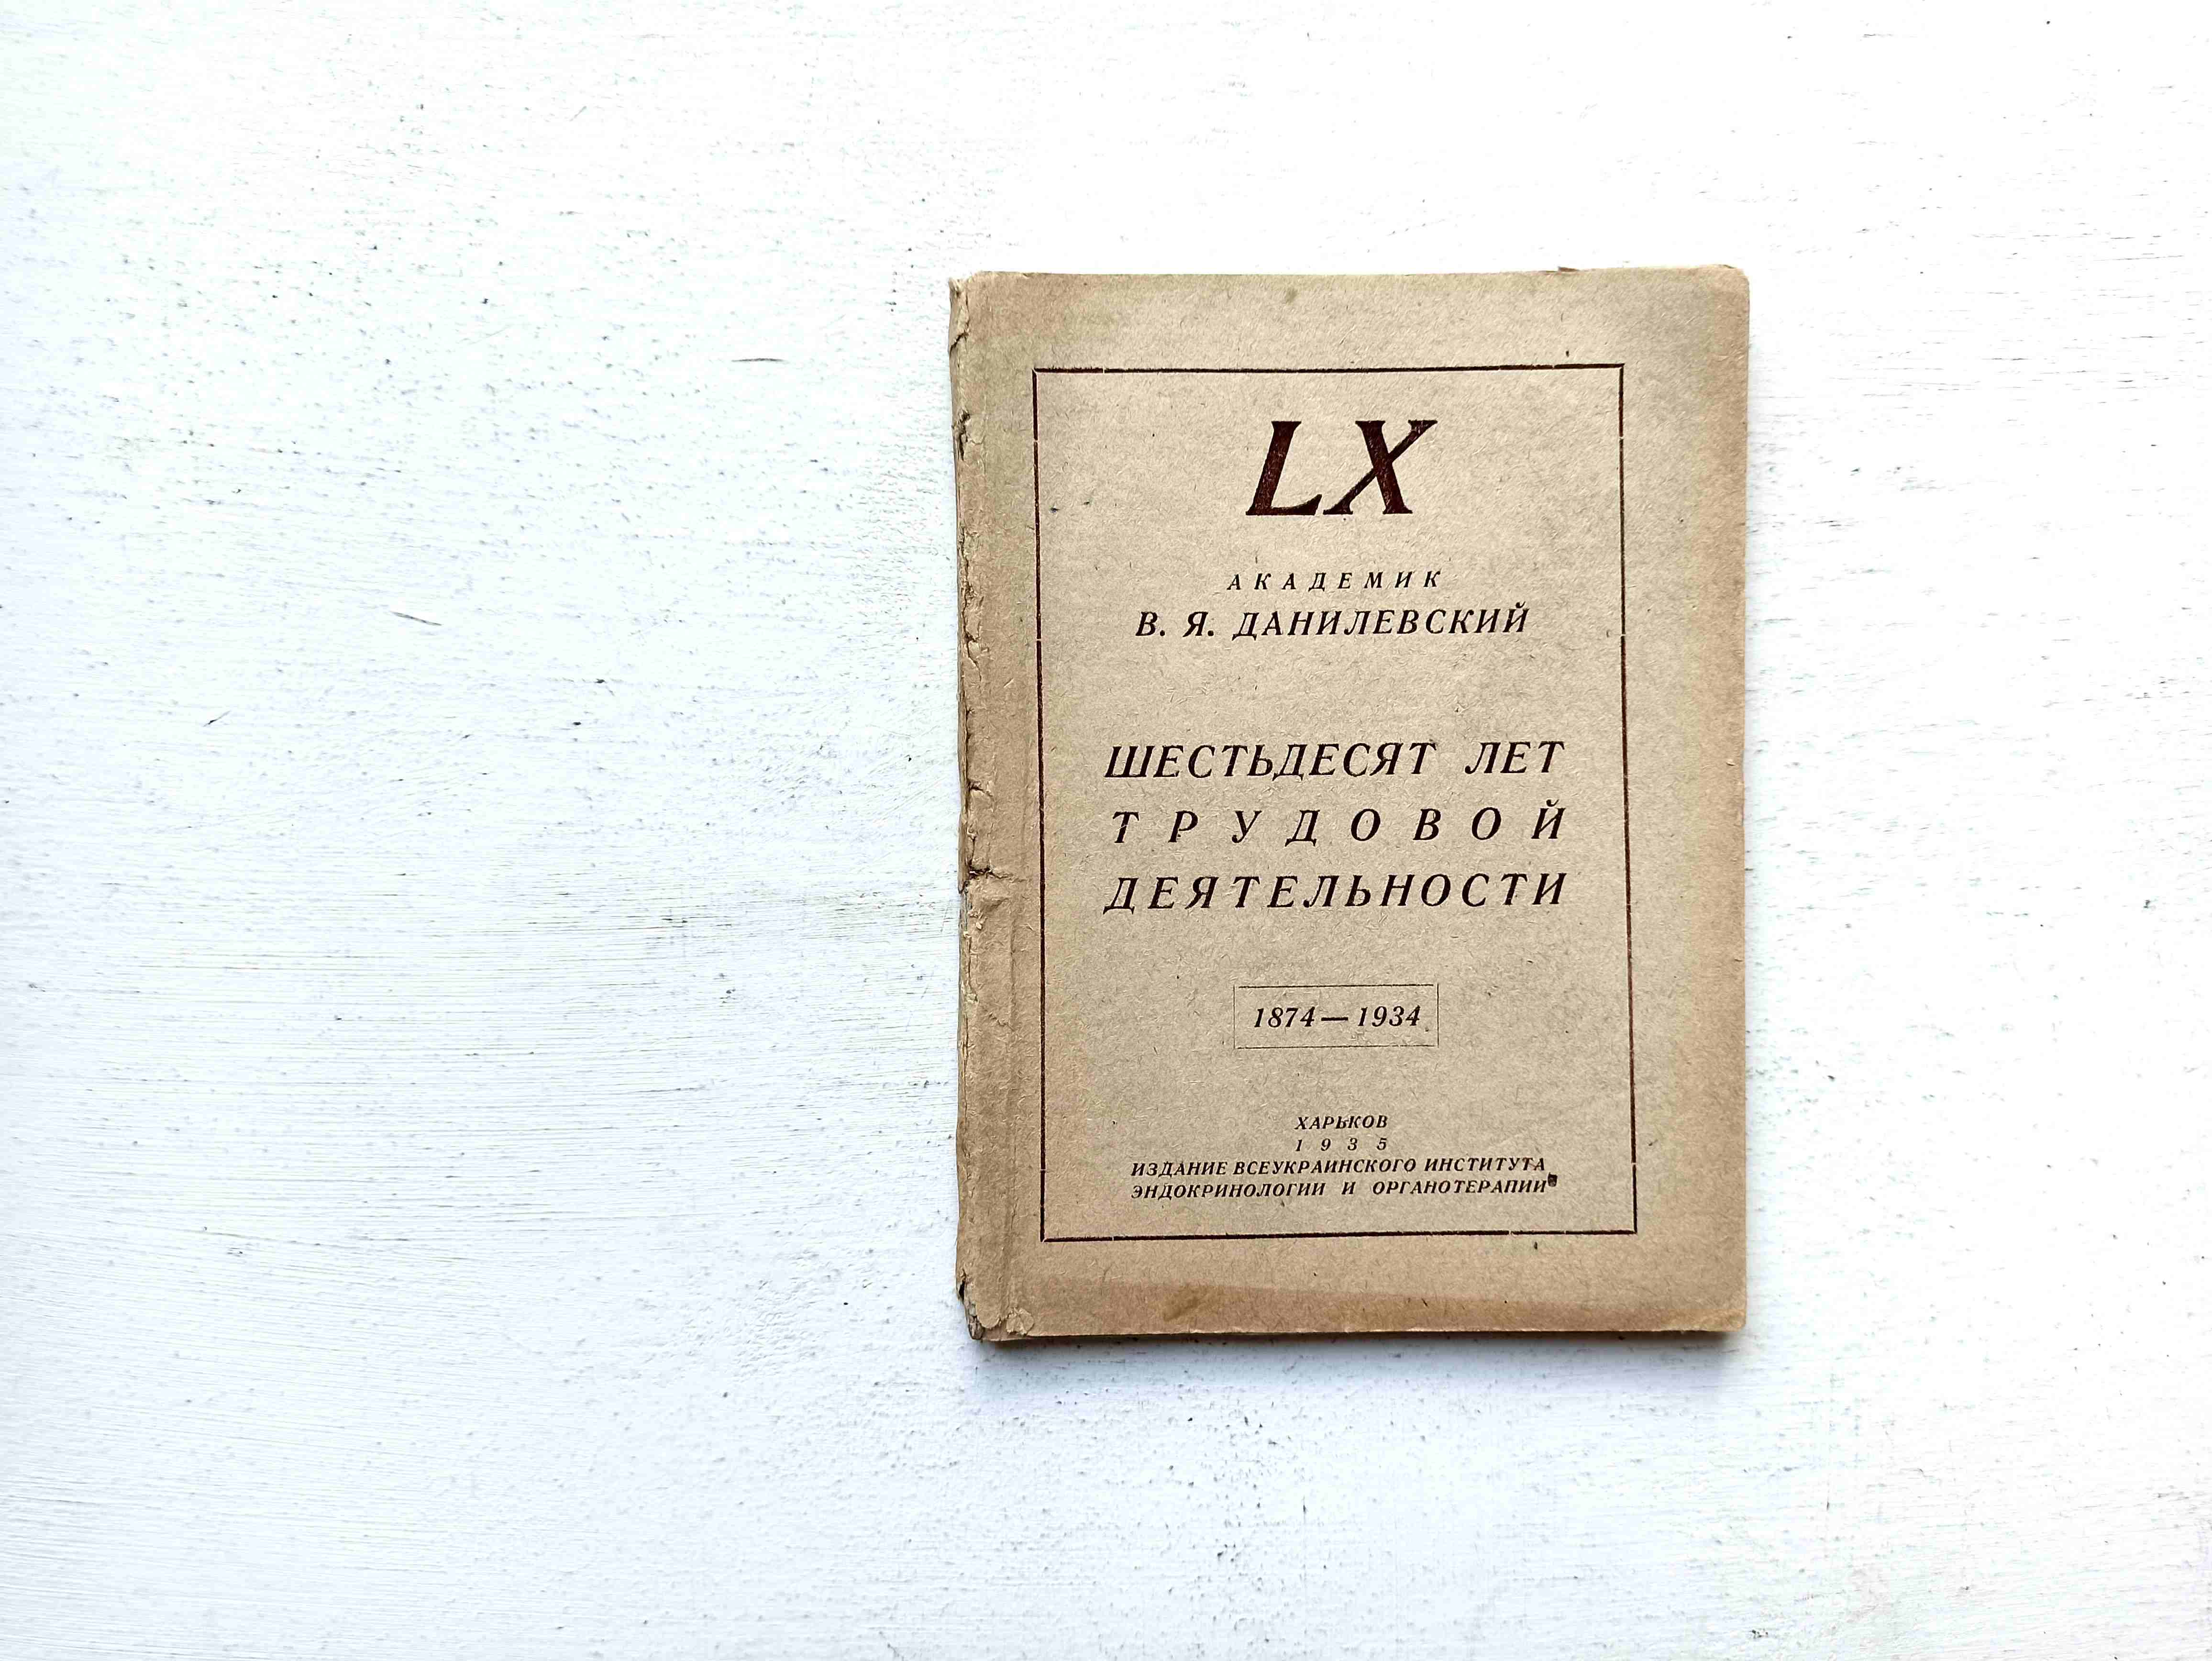 LX
АКАДЕМИК
В. Я. ДАНИЛЕВСКИЙ
ШЕСТЬДЕСЯТ ЛЕТ
ТРУДОВОЙ
ДЕЯТЕЛЬНОСТИ
1874—1934
ХАРЬКОВ
1935
ИЗДАНИЕ ВСЕУКРАИНСКОГО ИНСТИТУТА
ЭНДОКРИНОЛОГИИ И ОРГАНОТЕРАПИИ